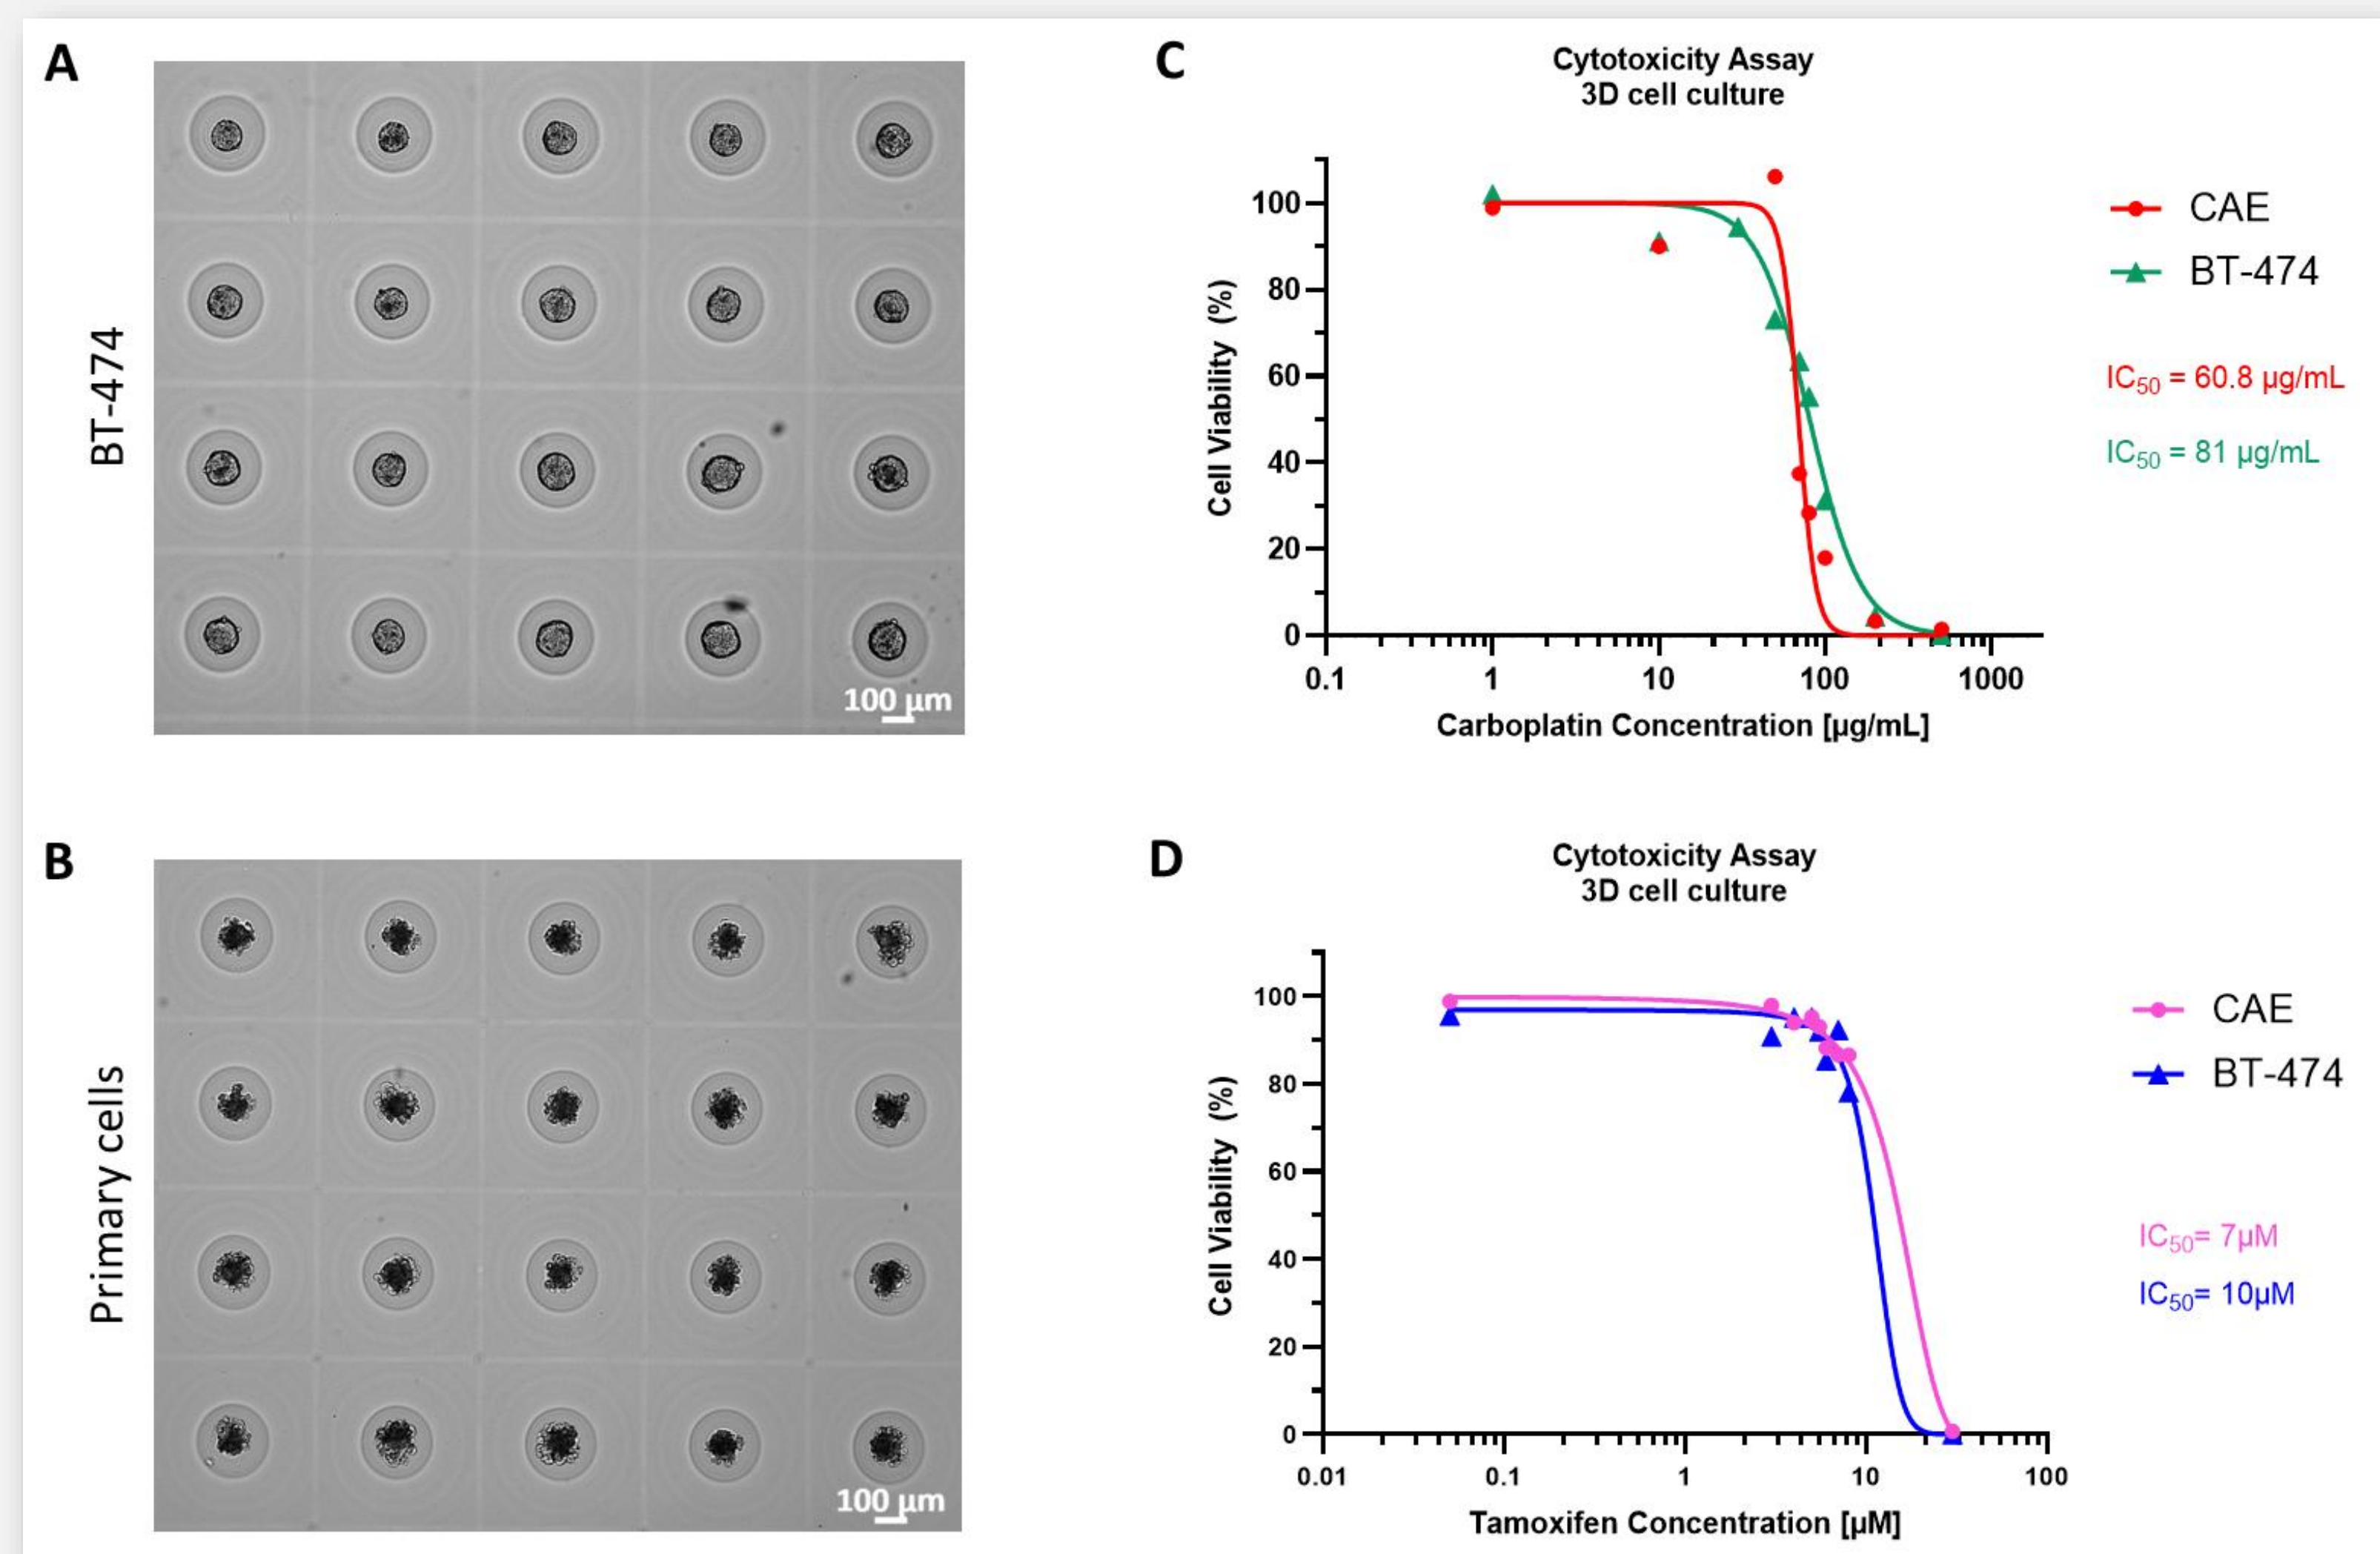 A
BT-474
100 µm
B
Primary cells
100 µm
C
Cytotoxicity Assay
3D cell culture
Cell Viability (%)
100
80
60
40
20
0
0.1 1 10 100 1000
Carboplatin Concentration [µg/mL]
CAE
BT-474
IC50 = 60.8 µg/mL
IC50 = 81 µg/mL
D
Cytotoxicity Assay
3D cell culture
Cell Viability (%)
100
80
60
40
20
0
0.01 0.1 1 10 100
Tamoxifen Concentration [µM]
CAE
BT-474
IC50= 7µM
IC50= 10µM